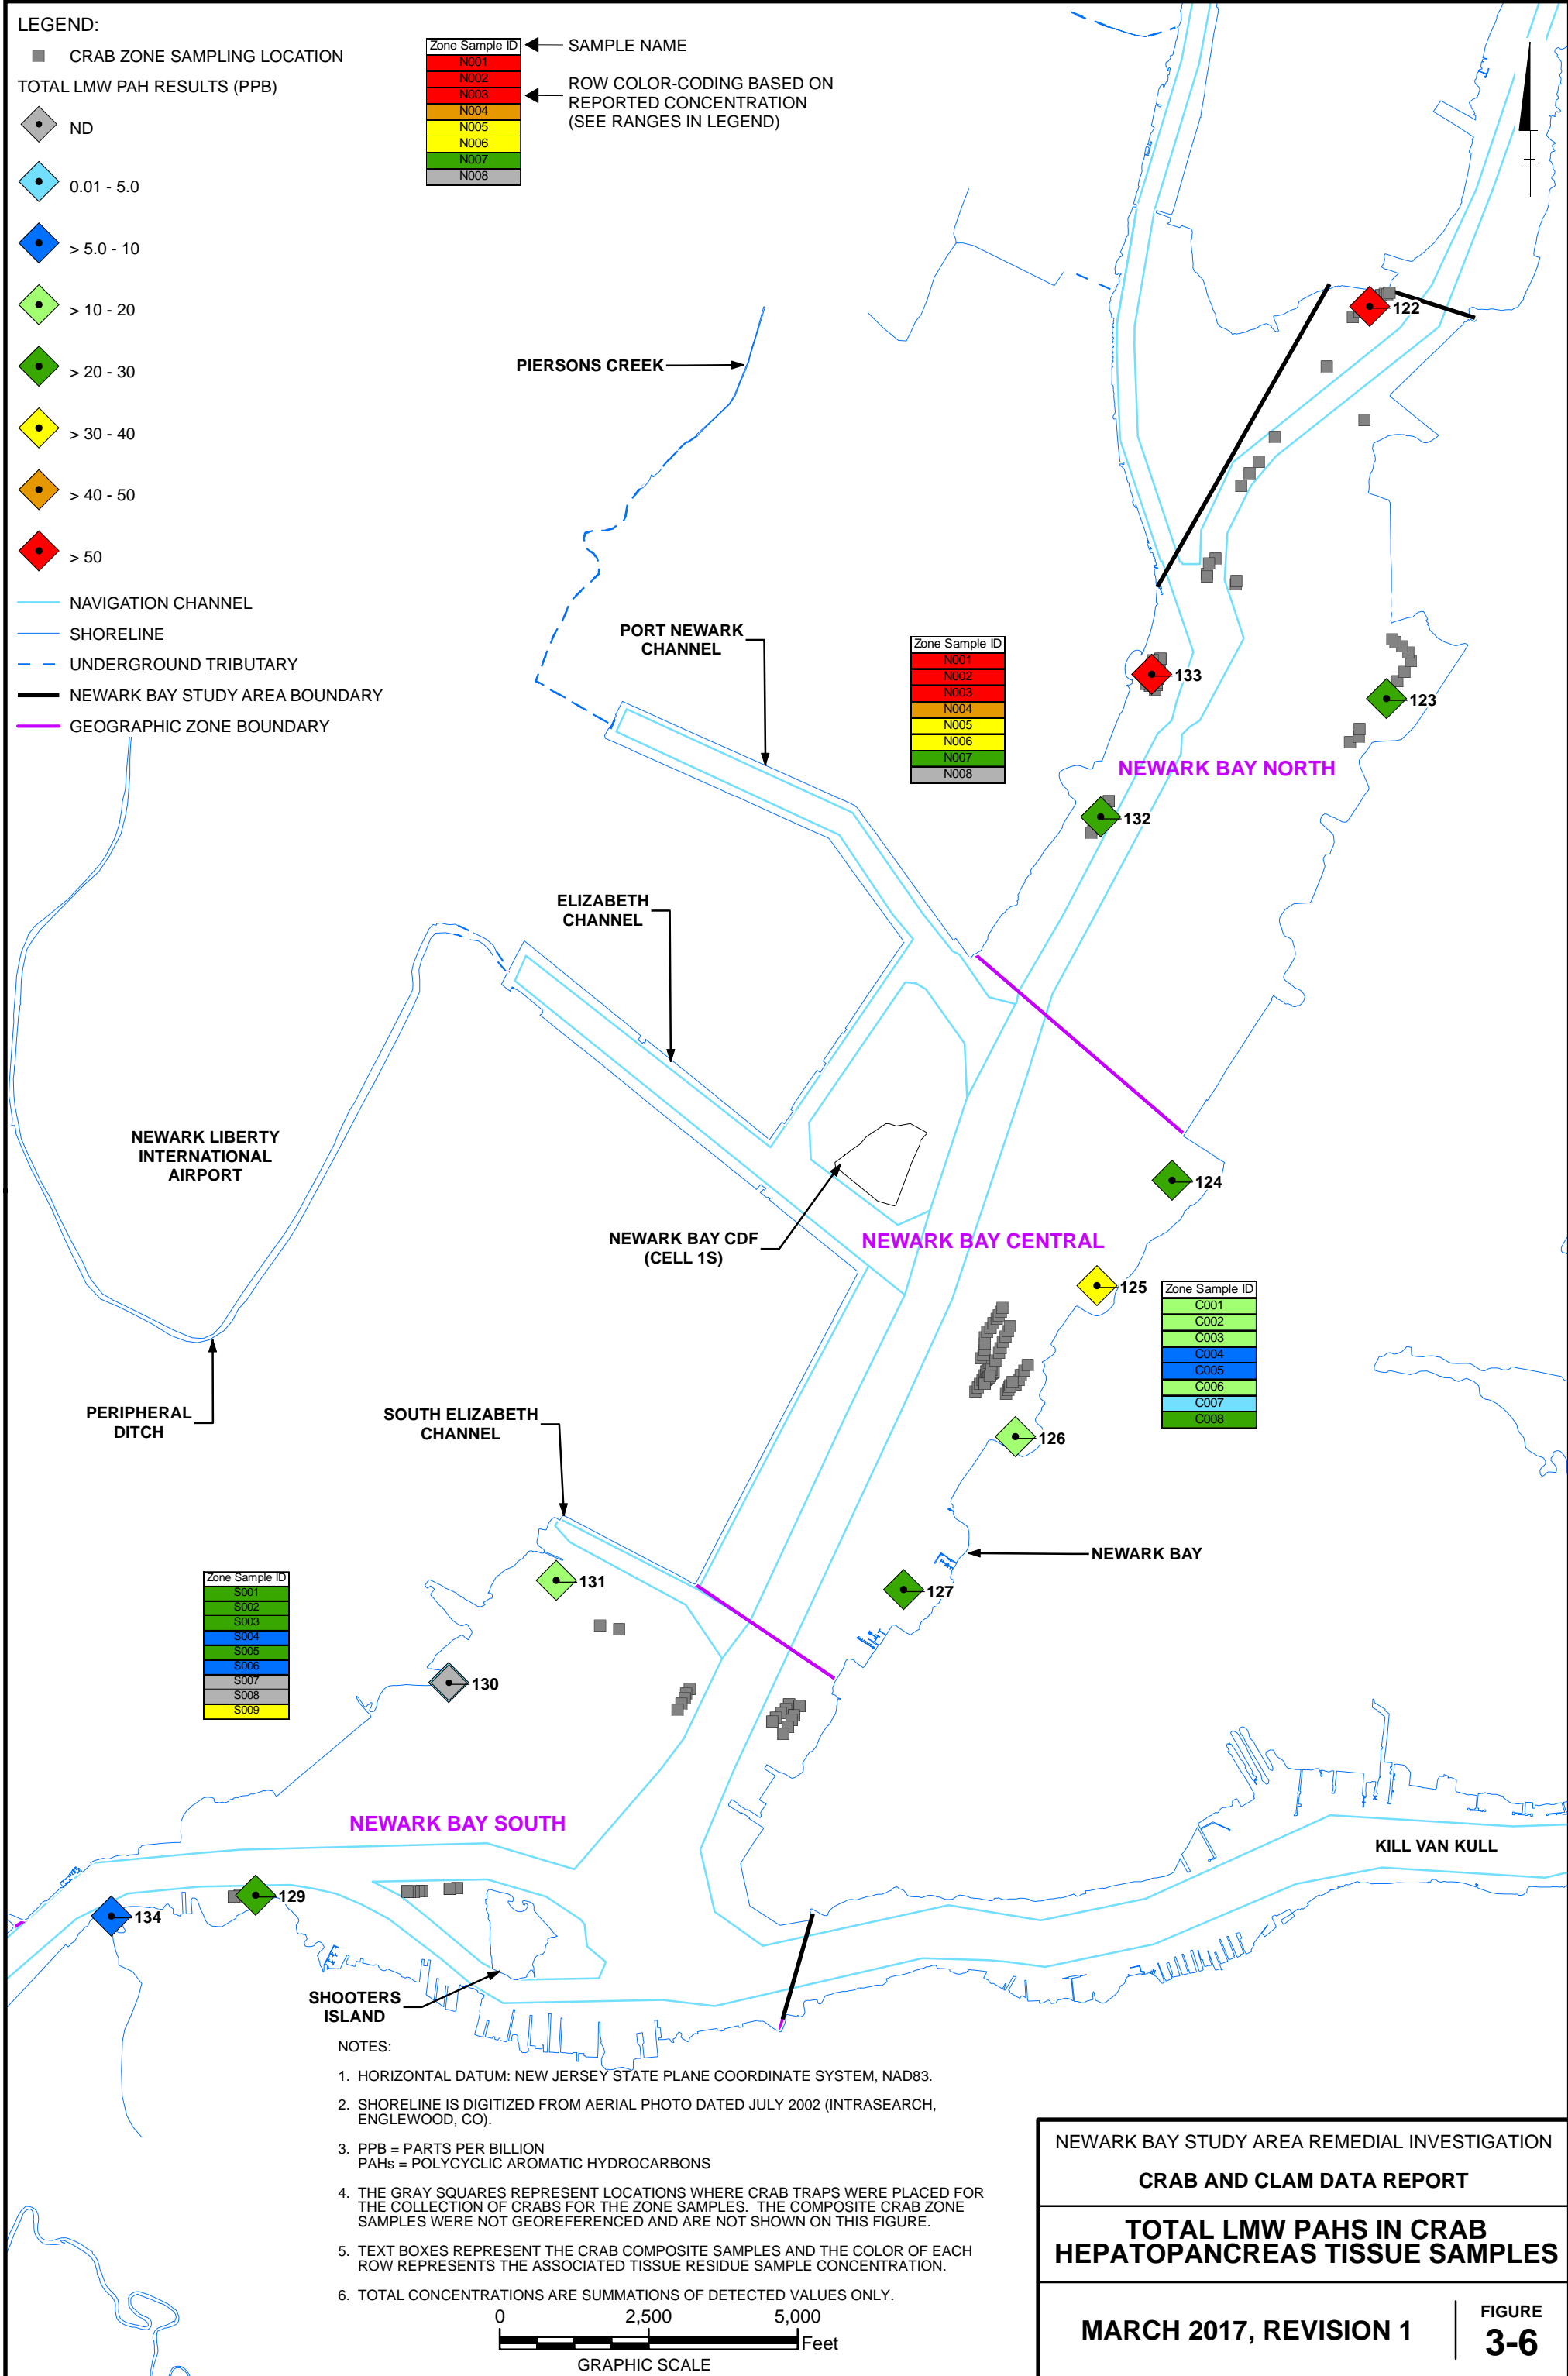 LEGEND:
CRAB ZONE SAMPLING LOCATION
TOTAL LMW PAH RESULTS (PPB)
ND
0.01 - 5.0
> 5.0 - 10
> 10 - 20
> 20 - 30
> 30 - 40
> 40 - 50
> 50
NAVIGATION CHANNEL
SHORELINE
UNDERGROUND TRIBUTARY
NEWARK BAY STUDY AREA BOUNDARY
GEOGRAPHIC ZONE BOUNDARY
Zone Sample ID
N001
N002
N003
N004
N005
N006
N007
N008
SAMPLE NAME
ROW COLOR-CODING BASED ON
REPORTED CONCENTRATION
(SEE RANGES IN LEGEND)
122
PIERSONS CREEK
PORT NEWARK
CHANNEL
Zone Sample ID
N001
N002
N003
N004
N005
N006
N007
N008
133
123
NEWARK BAY NORTH
132
ELIZABETH
CHANNEL
NEWARK LIBERTY
INTERNATIONAL
AIRPORT
124
NEWARK BAY CDF
(CELL 1S)
NEWARK BAY CENTRAL
125
Zone Sample ID
C001
C002
C003
C004
C005
C006
C007
C008
PERIPHERAL
DITCH
SOUTH ELIZABETH
CHANNEL
126
NEWARK BAY
131
127
Zone Sample ID
S001
S002
S003
S004
S005
S006
S007
S008
S009
130
NEWARK BAY SOUTH
KILL VAN KULL
129
134
SHOOTERS
ISLAND
NOTES:
1. HORIZONTAL DATUM: NEW JERSEY STATE PLANE COORDINATE SYSTEM, NAD83.
2. SHORELINE IS DIGITIZED FROM AERIAL PHOTO DATED JULY 2002 (INTRASEARCH,
ENGLEWOOD, CO).
3. PPB = PARTS PER BILLION
PAHs = POLYCYCLIC AROMATIC HYDROCARBONS
4. THE GRAY SQUARES REPRESENT LOCATIONS WHERE CRAB TRAPS WERE PLACED FOR
THE COLLECTION OF CRABS FOR THE ZONE SAMPLES. THE COMPOSITE CRAB ZONE
SAMPLES WERE NOT GEOREFERENCED AND ARE NOT SHOWN ON THIS FIGURE.
5. TEXT BOXES REPRESENT THE CRAB COMPOSITE SAMPLES AND THE COLOR OF EACH
ROW REPRESENTS THE ASSOCIATED TISSUE RESIDUE SAMPLE CONCENTRATION.
6. TOTAL CONCENTRATIONS ARE SUMMATIONS OF DETECTED VALUES ONLY.
0 2,500 5,000
Feet
GRAPHIC SCALE
NEWARK BAY STUDY AREA REMEDIAL INVESTIGATION
CRAB AND CLAM DATA REPORT
TOTAL LMW PAHS IN CRAB
HEPATOPANCREAS TISSUE SAMPLES
MARCH 2017, REVISION 1
FIGURE
3-6